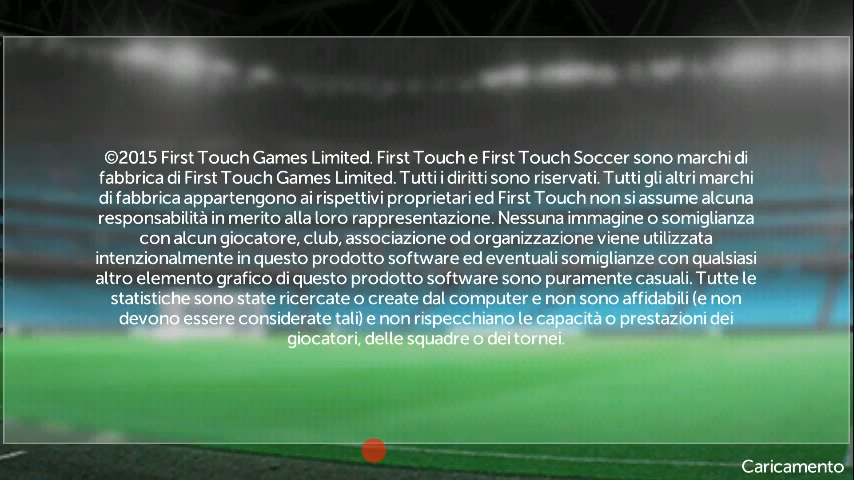 ©2015 First Touch Games Limited. First Touch e First Touch Soccer sono marchi di
fabbrica di First Touch Games Limited. Tutti i diritti sono riservati. Tutti gli altri marchi
di fabbrica appartengono ai rispettivi proprietari ed First Touch non si assume alcuna
responsabilità in merito alla loro rappresentazione. Nessuna immagine o somiglianza
con alcun giocatore, club, associazione od organizzazione viene utilizzata
intenzionalmente in questo prodotto software ed eventuali somiglianze con qualsiasi
altro elemento grafico di questo prodotto software sono puramente casuali. Tutte le
statistiche sono state ricercate o create dal computer e non sono affidabili (e non
devono essere considerate tali) e non rispecchiano le capacità o prestazioni dei
giocatori, delle squadre o dei tornei.
Caricamento